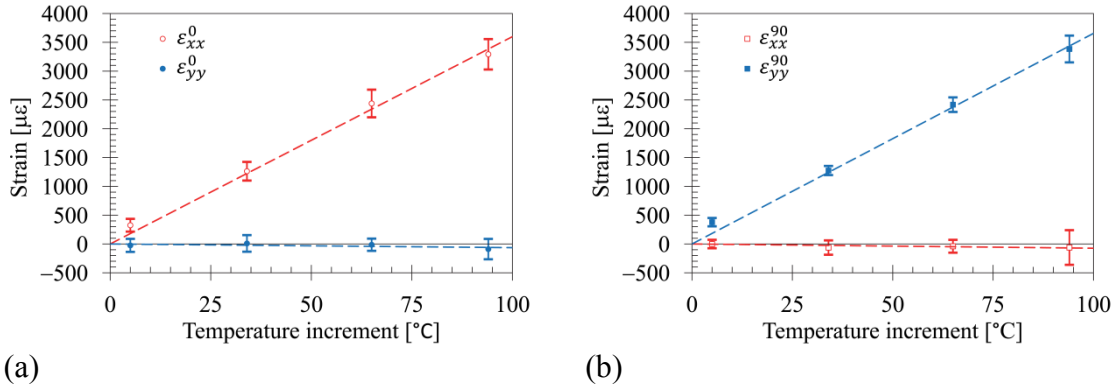 4000
3500
3000
2500
2000
1500
1000
500
0
−500
Strain [με]
ε⁰xx
ε⁰yy
0 25 50 75 100
Temperature increment [°C]
(a)
4000
3500
3000
2500
2000
1500
1000
500
0
−500
Strain [με]
ε⁹⁰xx
ε⁹⁰yy
0 25 50 75 100
Temperature increment [°C]
(b)